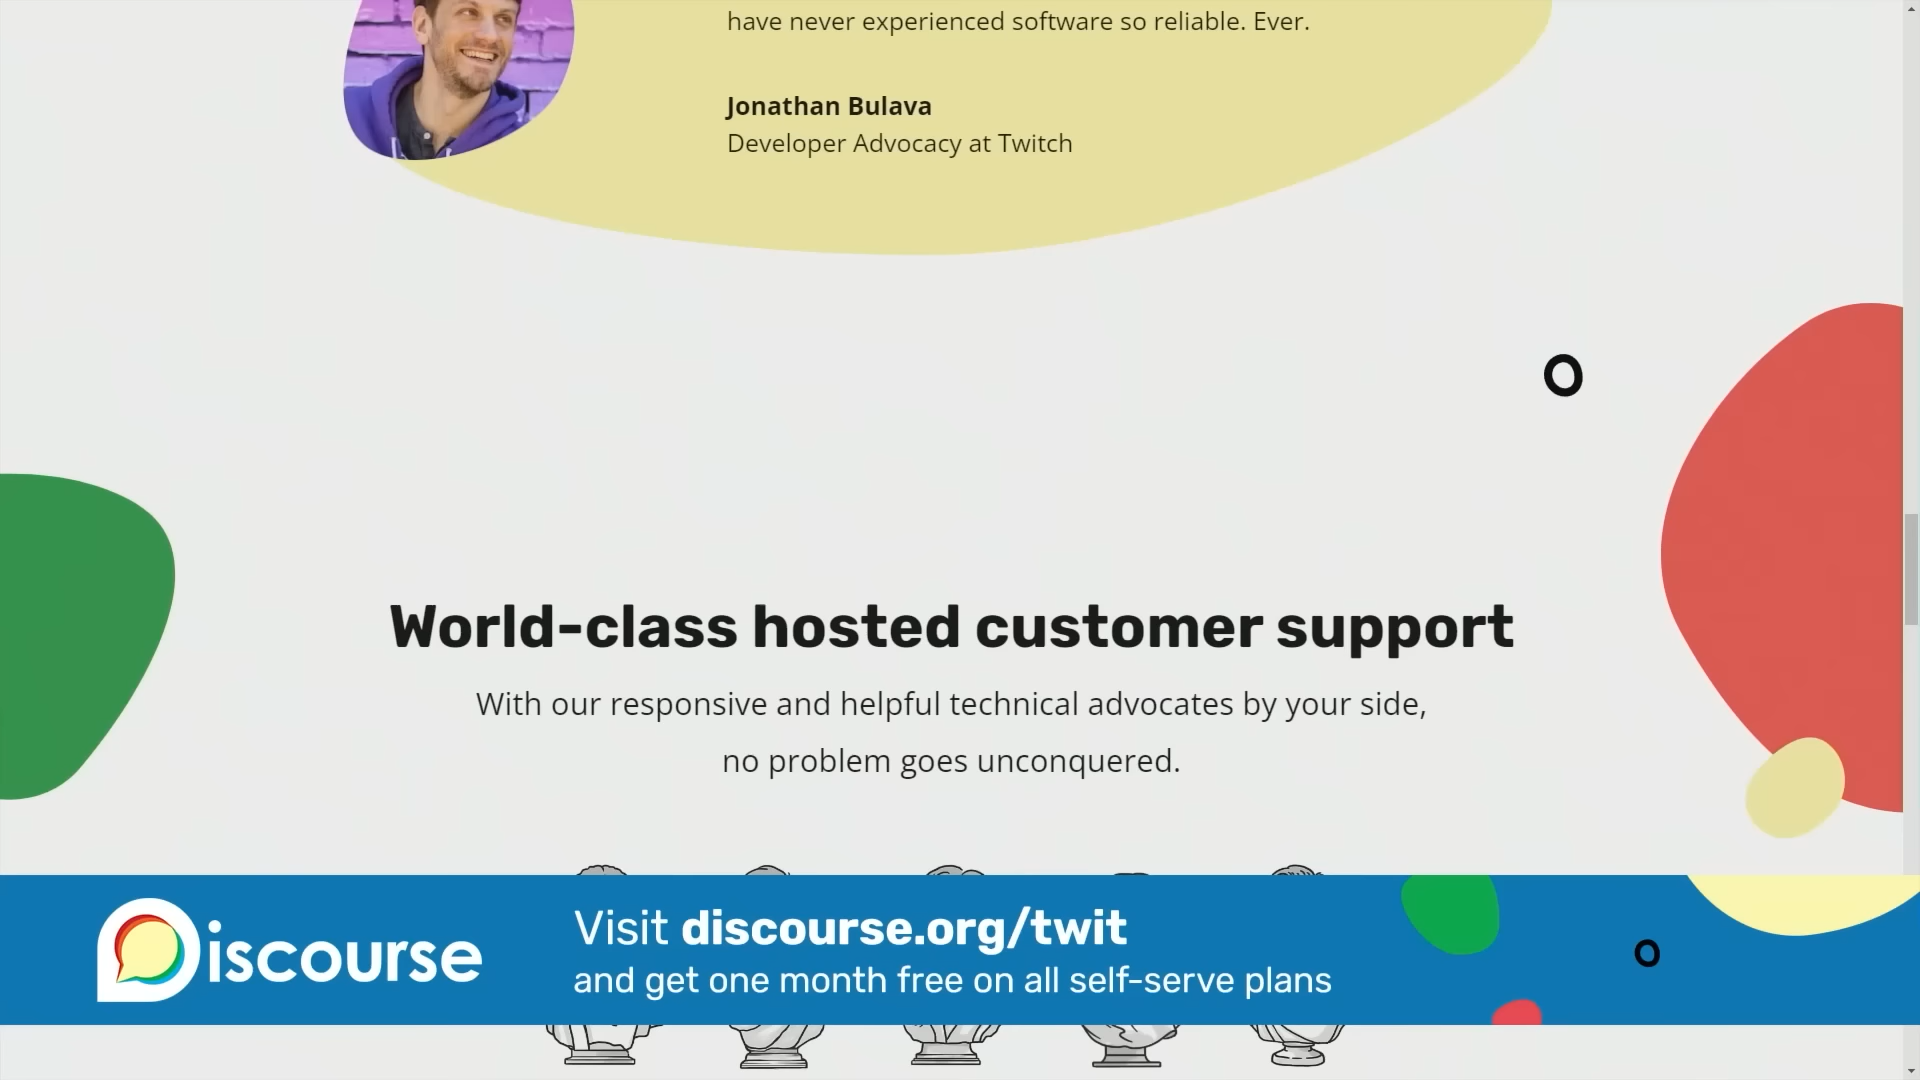 have never experienced software so reliable. Ever.
Jonathan Bulava
Developer Advocacy at Twitch
World-class hosted customer support
With our responsive and helpful technical advocates by your side,
no problem goes unconquered.
Discourse
Visit discourse.org/twit
and get one month free on all self-serve plans